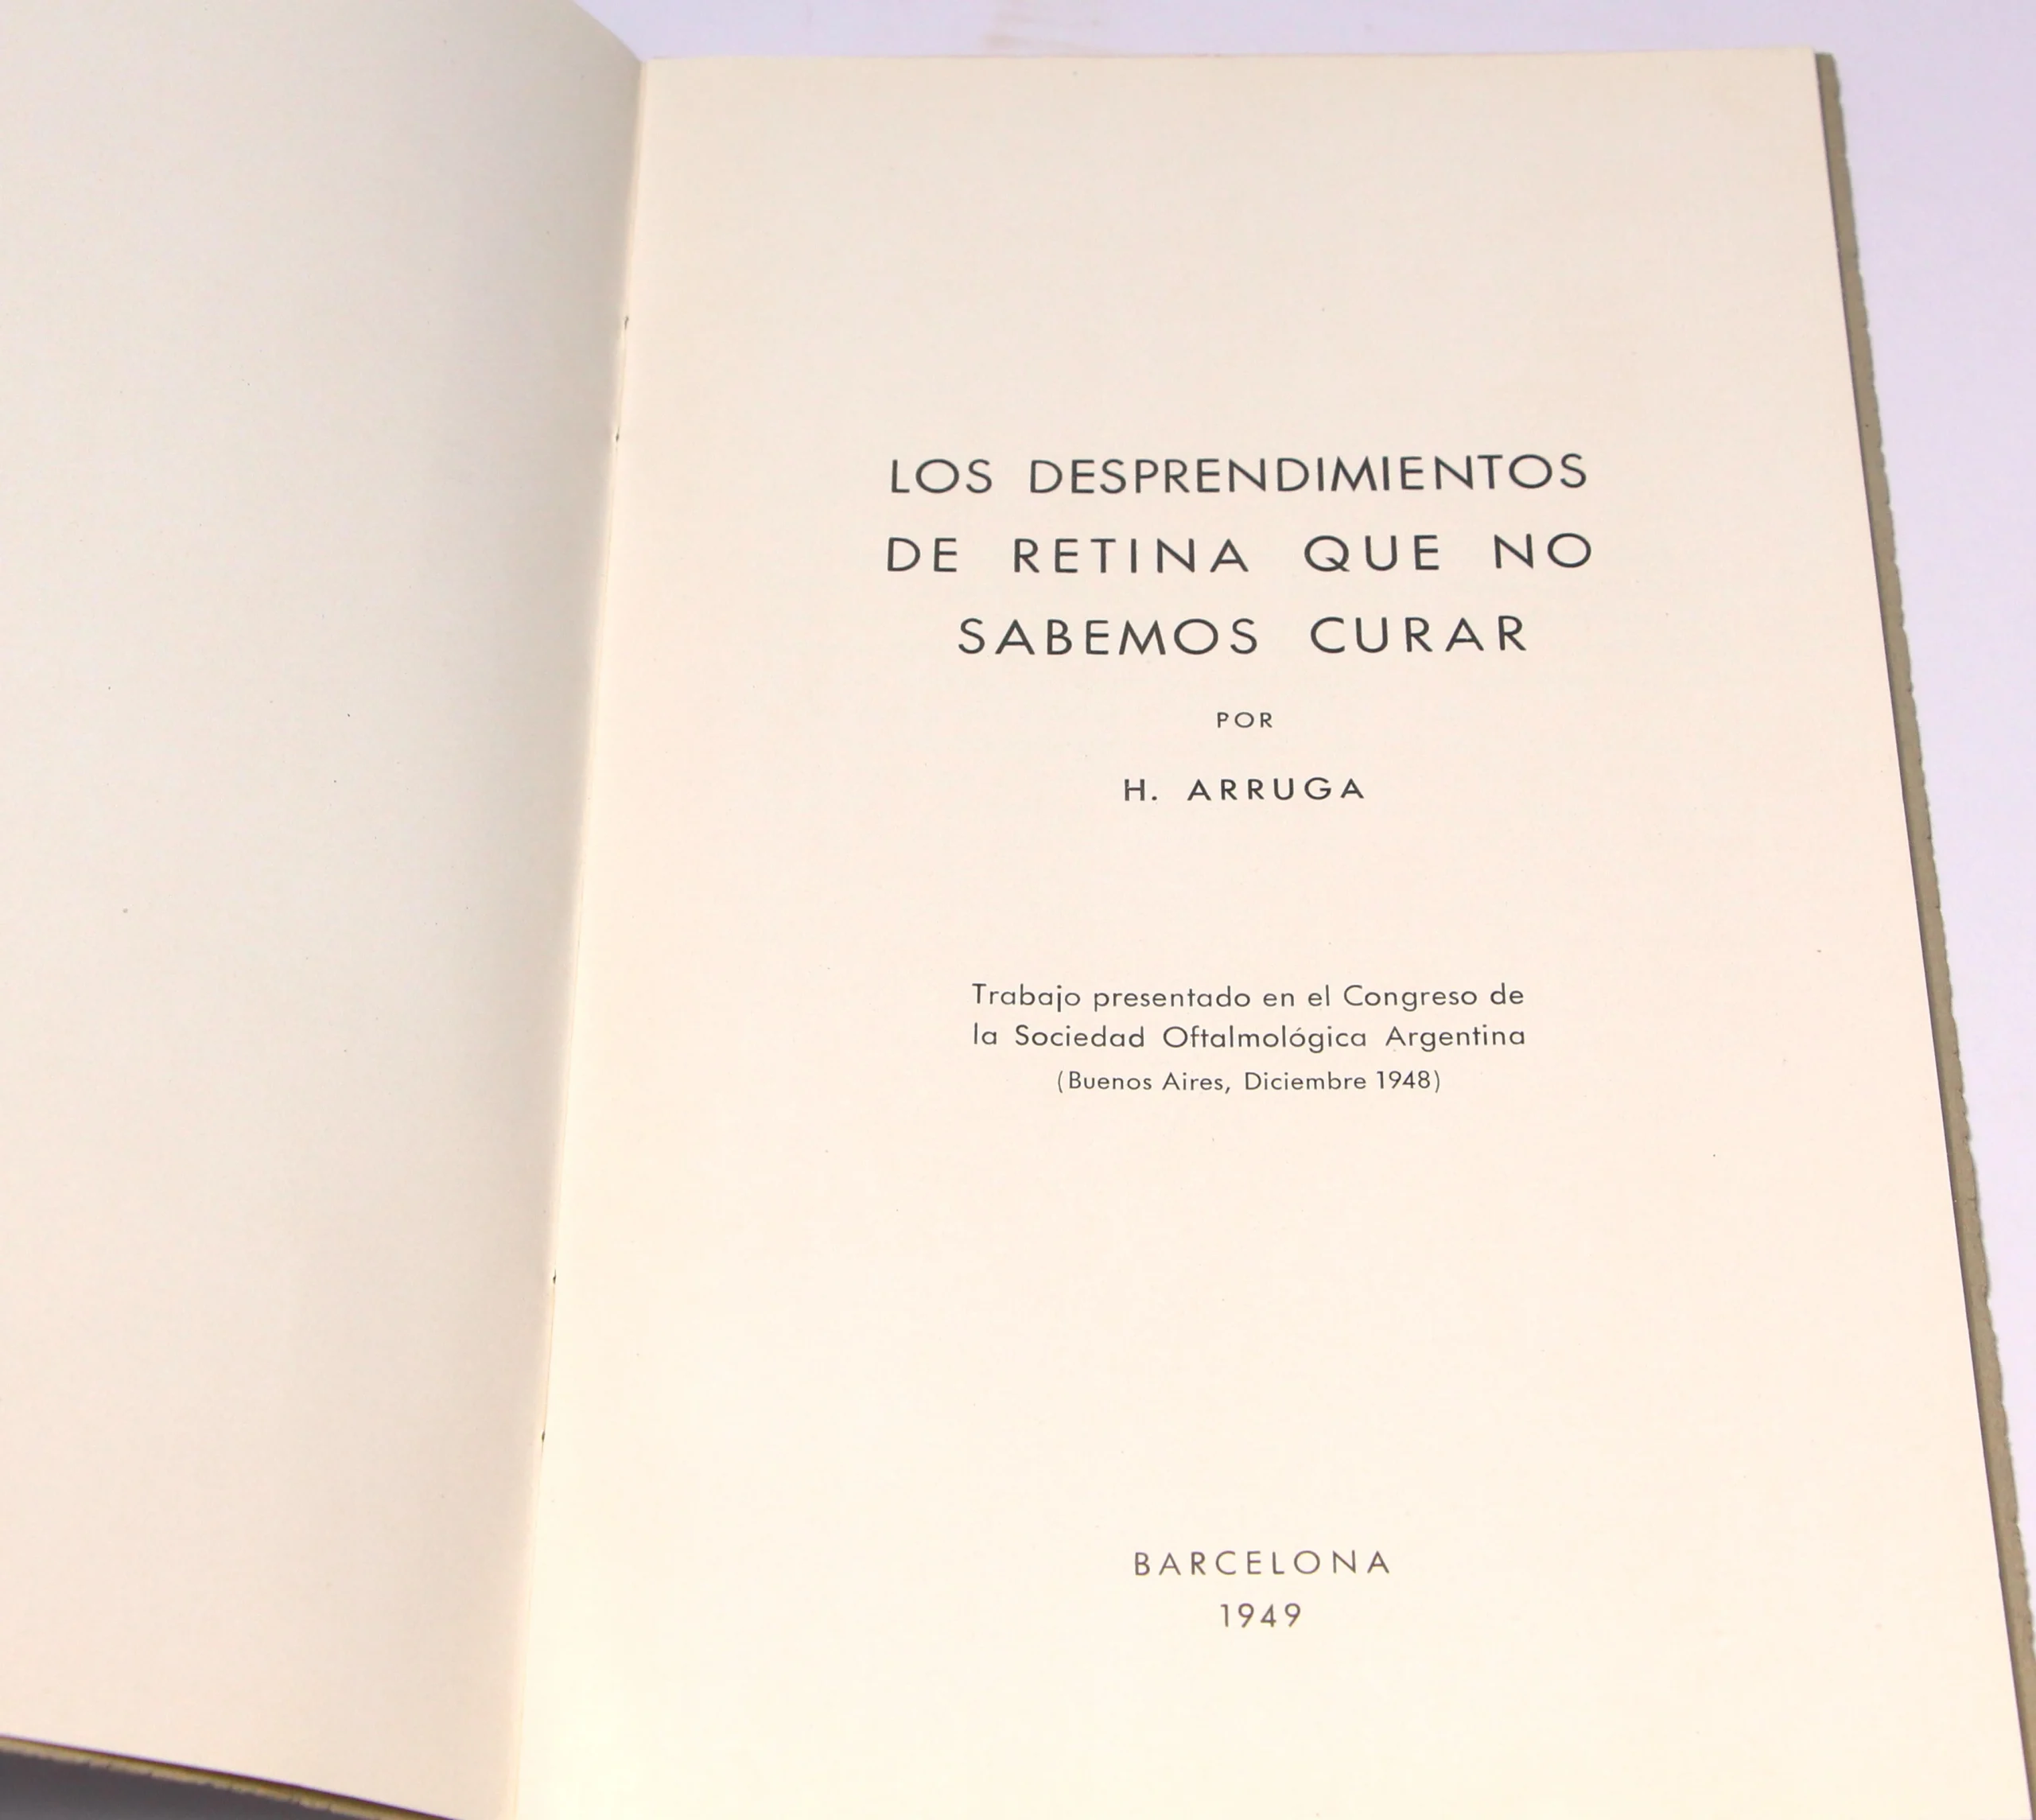 LOS DESPRENDIMIENTOS
DE RETINA QUE NO
SABEMOS CURAR
POR
H. ARRUGA
Trabajo presentado en el Congreso de
la Sociedad Oftalmológica Argentina
(Buenos Aires, Diciembre 1948)
BARCELONA
1949